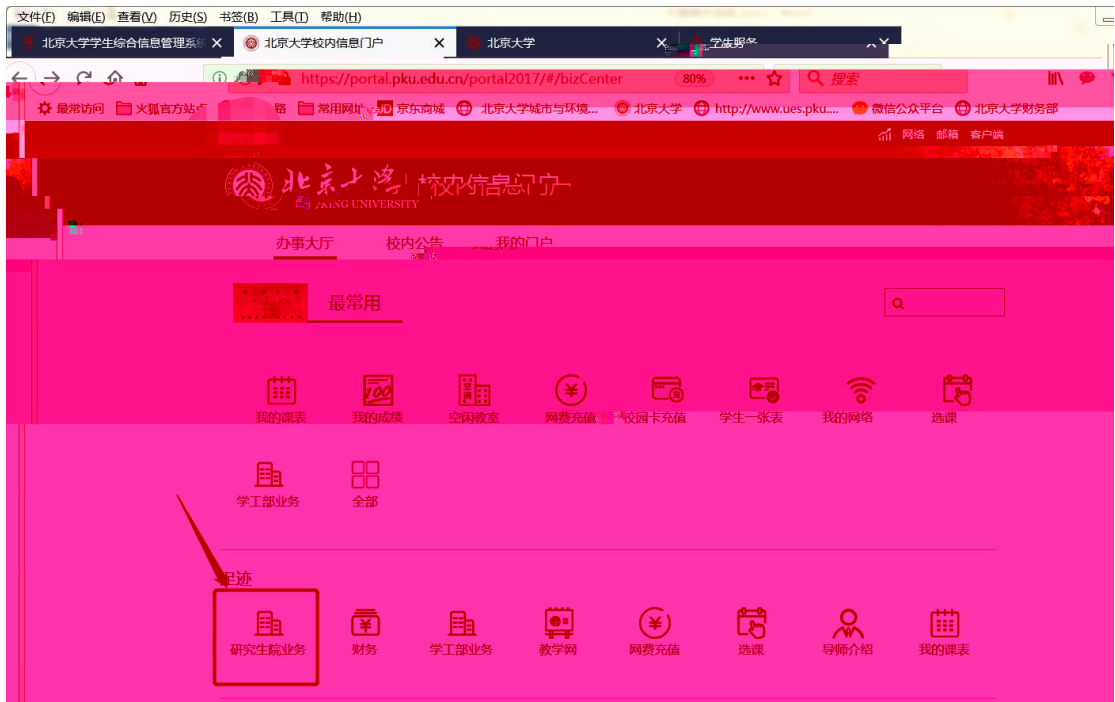 文件(F) 编辑(E) 查看(V) 历史(S) 书签(B) 工具(T) 帮助(H)
北京大学学生综合信息管理系统 北京大学校内信息门户 北京大学
https://portal.pku.edu.cn/portal2017/#/bizCenter 80% 搜索
最常访问 火狐官方站点 常用网址 JD 京东商城 北京大学城市与环境... 北京大学 http://www.ues.pku.... 微信公众平台 北京大学财务部
网络 邮箱 客户端
北京大学 校内信息门户
UNIVERSITY
办事大厅 校内公告 我的门户
最常用
我的课表 我的成绩 空闲教室 网费充值 校园卡充值 学生一张表 我的网络 选课
学工部业务 全部
足迹
研究生院业务 财务 学工部业务 教学网 网费充值 选课 导师介绍 我的课表